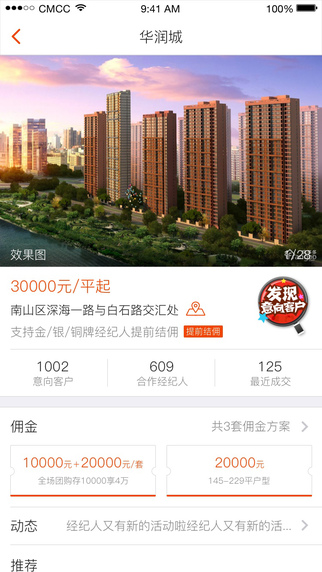 CMCC 9:41 AM 100%
华润城
效果图
1/28
30000元/平起
南山区深海一路与白石路交汇处
支持金/银/铜牌经纪人提前结佣 提前结佣
发现
意向客户
1002 609 125
意向客户 合作经纪人 最近成交
佣金 共3套佣金方案
10000元+20000元/套
全场团购存10000享4万
20000元
145-229平户型
动态 经纪人又有新的活动啦经纪人又有新的活...
推荐